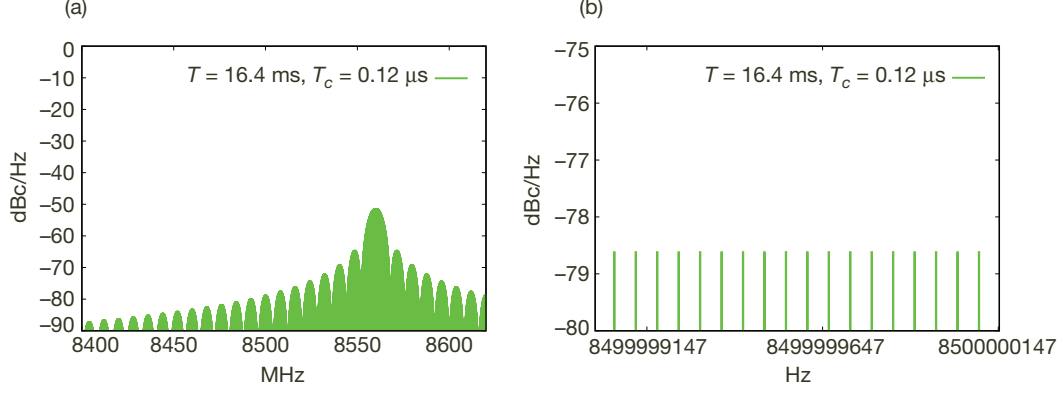 (a)
dBc/Hz
0
−10
−20
−30
−40
−50
−60
−70
−80
−90
T = 16.4 ms, Tc = 0.12 μs
8400 8450 8500 8550 8600
MHz
(b)
dBc/Hz
−75
−76
−77
−78
−79
−80
T = 16.4 ms, Tc = 0.12 μs
8499999147 8499999647 8500000147
Hz